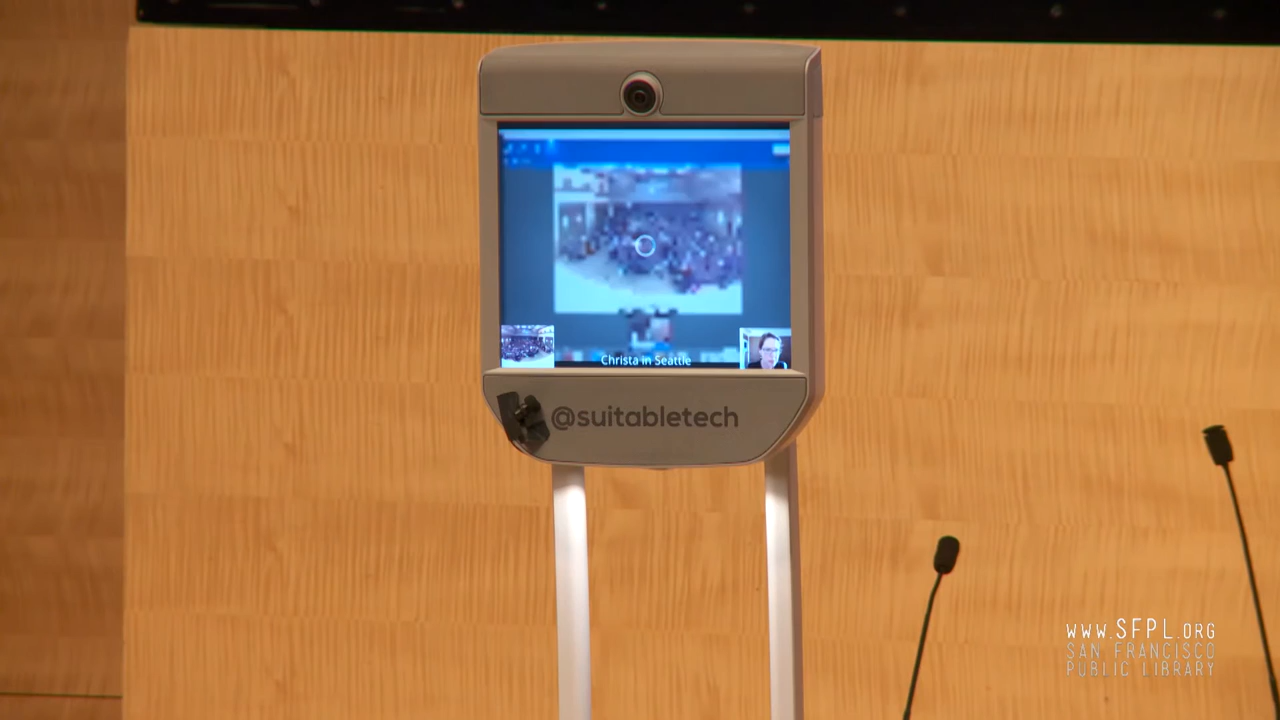 Christa in Seattle
@suitabletech
www.SFPL.ORG
SAN FRANCISCO
PUBLIC LIBRARY